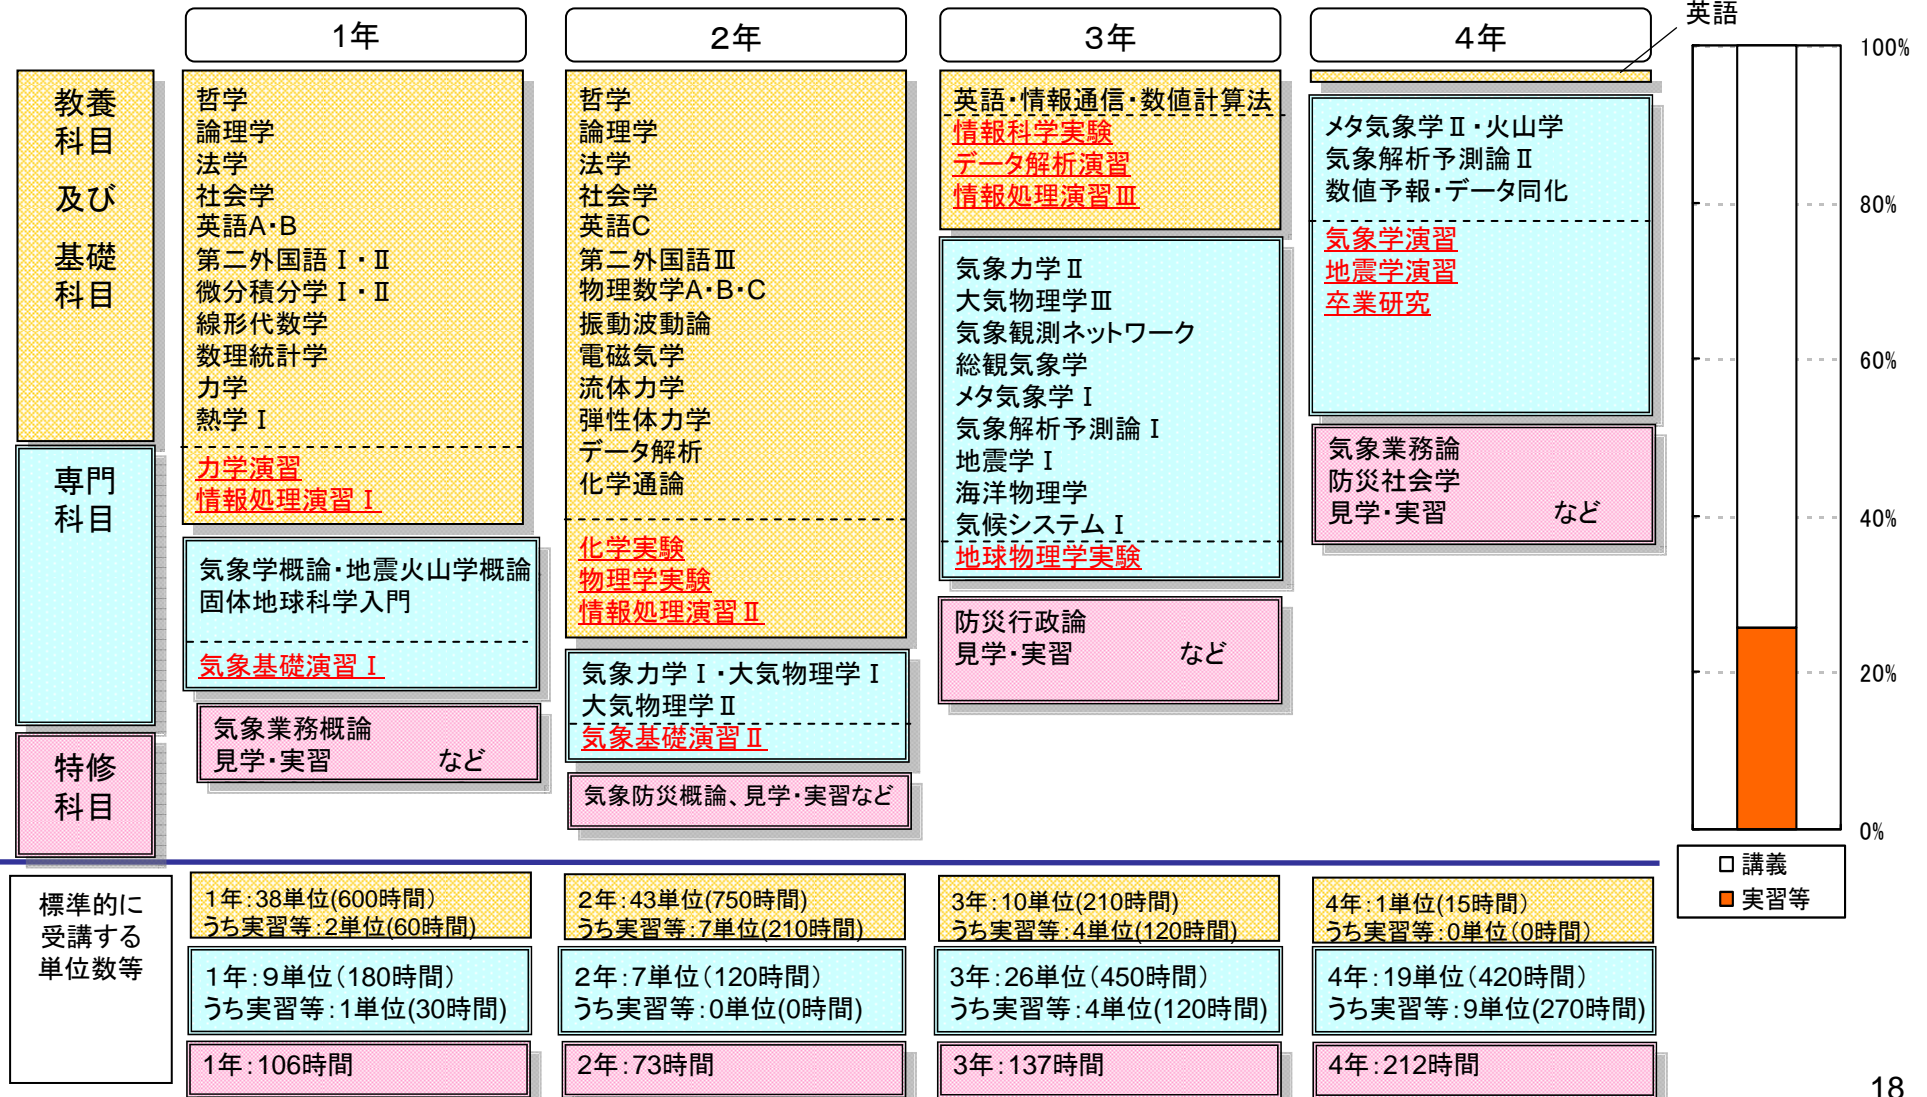 1年
2年
3年
4年
英語
教養
科目
及び
基礎
科目
専門
科目
特修
科目
哲学
論理学
法学
社会学
英語A・B
第二外国語Ⅰ・Ⅱ
微分積分学Ⅰ・Ⅱ
線形代数学
数理統計学
力学
熱学Ⅰ
力学演習
情報処理演習Ⅰ
気象学概論・地震火山学概論
固体地球科学入門
気象基礎演習Ⅰ
気象業務概論
見学・実習 など
哲学
論理学
法学
社会学
英語C
第二外国語Ⅲ
物理数学A・B・C
振動波動論
電磁気学
流体力学
弾性体力学
データ解析
化学通論
化学実験
物理学実験
情報処理演習Ⅱ
気象力学Ⅰ・大気物理学Ⅰ
大気物理学Ⅱ
気象基礎演習Ⅱ
気象防災概論、見学・実習など
英語・情報通信・数値計算法
情報科学実験
データ解析演習
情報処理演習Ⅲ
気象力学Ⅱ
大気物理学Ⅲ
気象観測ネットワーク
総観気象学
メタ気象学Ⅰ
気象解析予測論Ⅰ
地震学Ⅰ
海洋物理学
気候システムⅠ
地球物理学実験
防災行政論
見学・実習 など
メタ気象学Ⅱ・火山学
気象解析予測論Ⅱ
数値予報・データ同化
気象学演習
地震学演習
卒業研究
気象業務論
防災社会学
見学・実習 など
100%
80%
60%
40%
20%
0%
講義
実習等
標準的に
受講する
単位数等
1年:38単位(600時間)
うち実習等:2単位(60時間)
2年:43単位(750時間)
うち実習等:7単位(210時間)
3年:10単位(210時間)
うち実習等:4単位(120時間)
4年:1単位(15時間)
うち実習等:0単位(0時間)
1年:9単位(180時間)
うち実習等:1単位(30時間)
2年:7単位(120時間)
うち実習等:0単位(0時間)
3年:26単位(450時間)
うち実習等:4単位(120時間)
4年:19単位(420時間)
うち実習等:9単位(270時間)
1年:106時間
2年:73時間
3年:137時間
4年:212時間
18